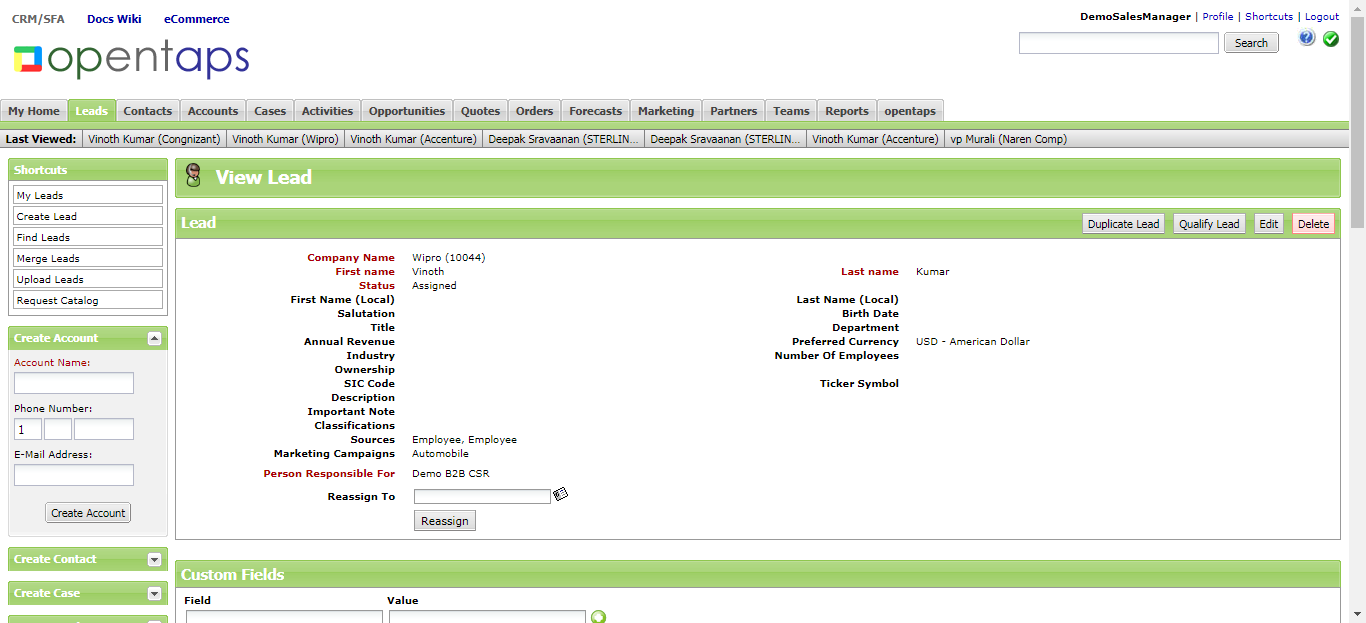 CRM/SFA Docs Wiki eCommerce
DemoSalesManager | Profile | Shortcuts | Logout
opentaps
Search
My Home Leads Contacts Accounts Cases Activities Opportunities Quotes Orders Forecasts Marketing Partners Teams Reports opentaps
Last Viewed: Vinoth Kumar (Congnizant) Vinoth Kumar (Wipro) Vinoth Kumar (Accenture) Deepak Sravaanan (STERLIN... Deepak Sravaanan (STERLIN... Vinoth Kumar (Accenture) vp Murali (Naren Comp)
Shortcuts
My Leads
Create Lead
Find Leads
Merge Leads
Upload Leads
Request Catalog
Create Account
Account Name:
Phone Number:
1
E-Mail Address:
Create Account
Create Contact
Create Case
View Lead
Lead
Duplicate Lead Qualify Lead Edit Delete
Company Name Wipro (10044)
First name Vinoth Last name Kumar
Status Assigned
First Name (Local) Last Name (Local)
Salutation Birth Date
Title Department
Annual Revenue Preferred Currency USD - American Dollar
Industry Number Of Employees
Ownership
SIC Code Ticker Symbol
Description
Important Note
Classifications
Sources Employee, Employee
Marketing Campaigns Automobile
Person Responsible For Demo B2B CSR
Reassign To
Reassign
Custom Fields
Field Value